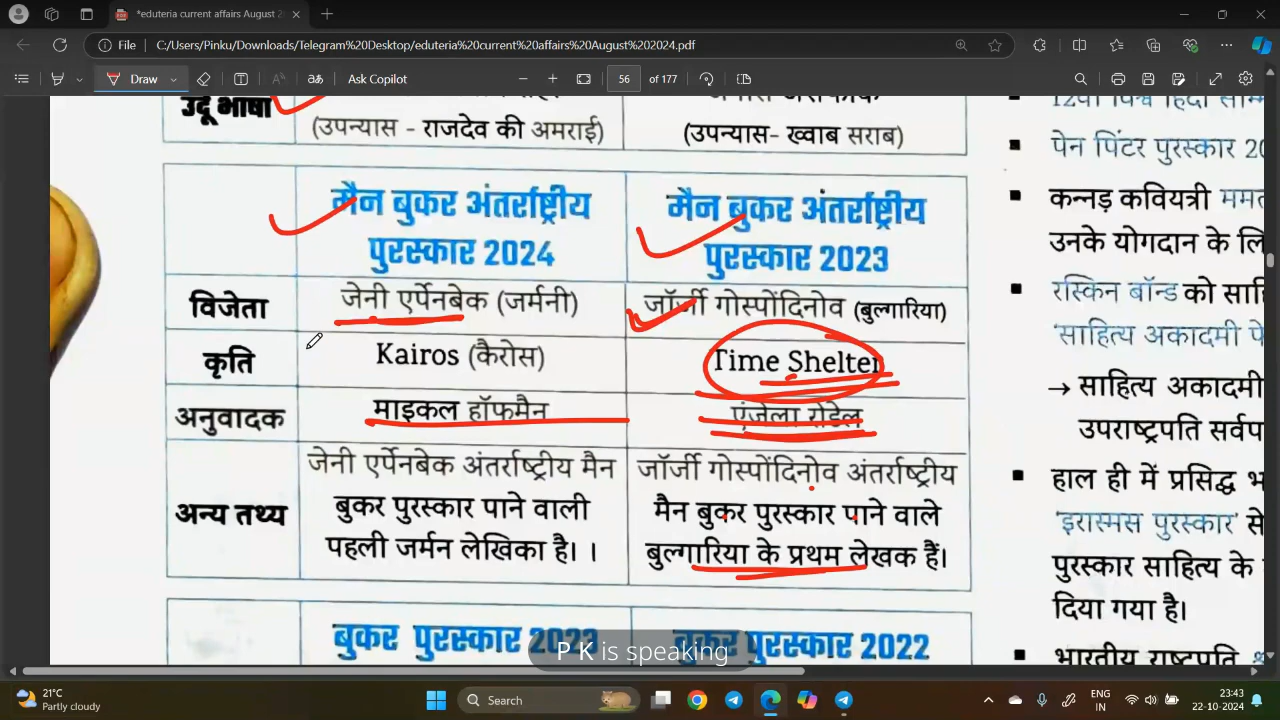 *eduteria current affairs August 2
File C:/Users/Pinku/Downloads/Telegram%20Desktop/eduteria%20current%20affairs%20August%202024.pdf
Draw Ask Copilot 56 of 177
उर्दू भाषा
(उपन्यास - राजदेव की अमराई) (उपन्यास- ख्वाब सराब)
मैन बुकर अंतर्राष्ट्रीय मैन बुकर अंतर्राष्ट्रीय
पुरस्कार 2024 पुरस्कार 2023
विजेता जेनी एर्पेनबेक (जर्मनी) जॉर्जी गोस्पोंदिनोव (बुल्गारिया)
कृति Kairos (कैरोस) Time Shelter
अनुवादक माइकल हॉफमैन एंजेला रोडेल
अन्य तथ्य जेनी एर्पेनबेक अंतर्राष्ट्रीय मैन जॉर्जी गोस्पोंदिनोव अंतर्राष्ट्रीय
बुकर पुरस्कार पाने वाली मैन बुकर पुरस्कार पाने वाले
पहली जर्मन लेखिका है। । बुल्गारिया के प्रथम लेखक हैं।
बुकर पुरस्कार 2023 बुकर पुरस्कार 2022
12वां विश्व हिंदी
पेन पिंटर पुरस्कार 20
कन्नड़ कवियत्री
उनके योगदान के
रस्किन बॉन्ड को
'साहित्य अकादमी
→ साहित्य अकादमी
उपराष्ट्रपति
हाल ही में प्रसिद्ध
'इरास्मस पुरस्कार' से
पुरस्कार साहित्य के
दिया गया है।
भारतीय राष्ट्रपति
P K is speaking
21°C
Partly cloudy
Search
ENG
IN
23:43
22-10-2024